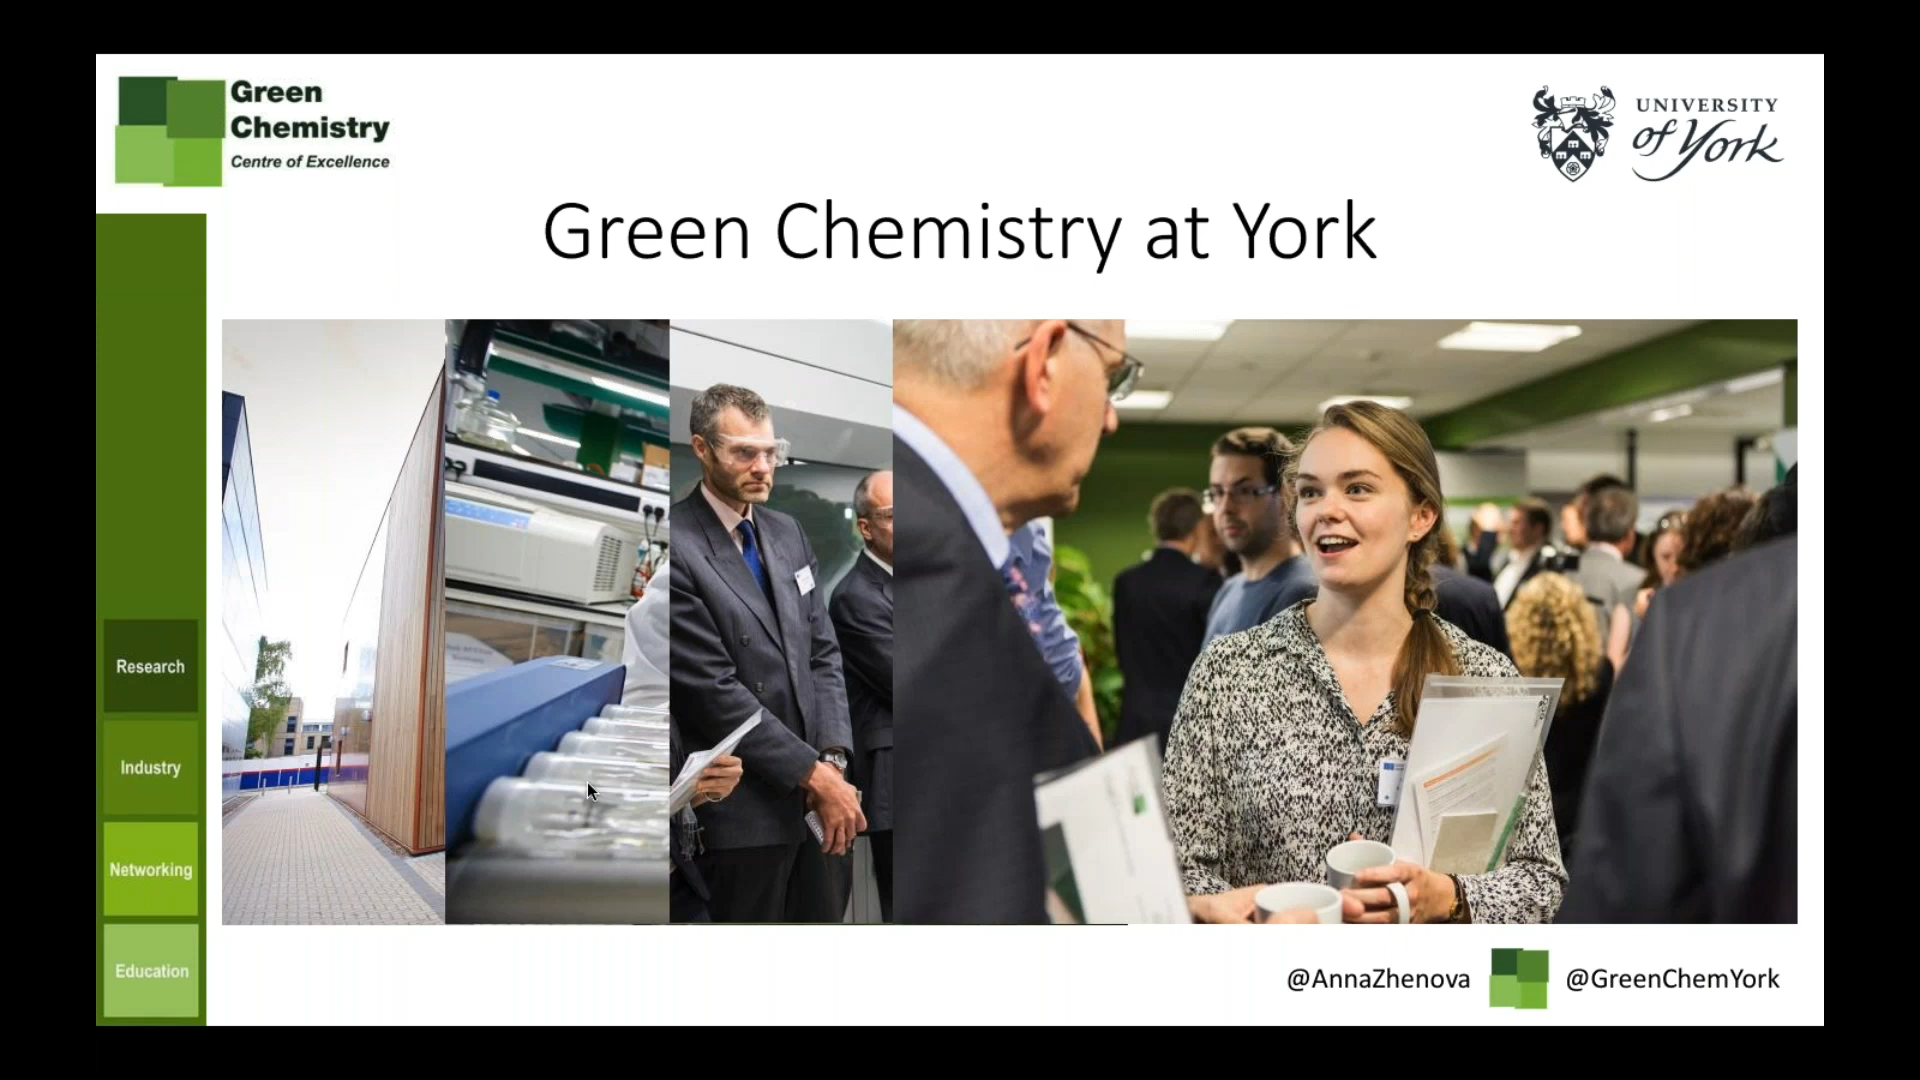 Green
Chemistry
Centre of Excellence
UNIVERSITY
of York
Green Chemistry at York
Research
Industry
Networking
Education
@AnnaZhenova
@GreenChemYork